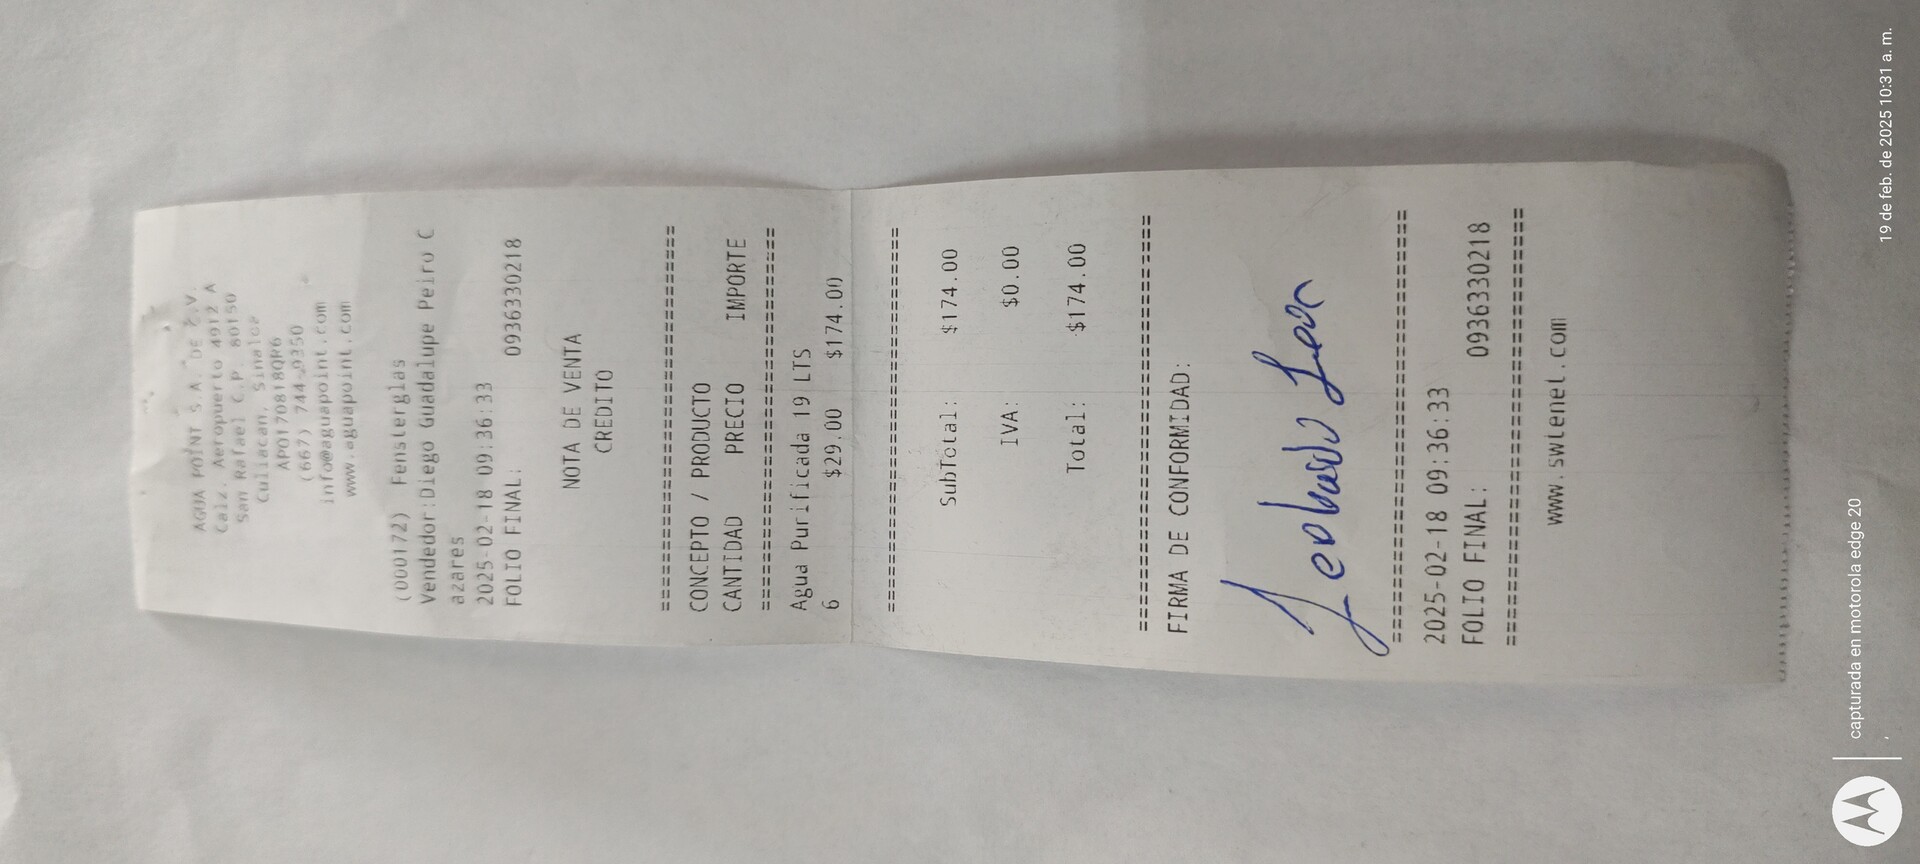 AGUA POINT S.A. DE C.V.
Calz. Aeropuerto 4912 A
San Rafael C.P. 80150
Culiacan, Sinaloa
APO170818QR6
(667) 744-9350
info@aguapoint.com
www.aguapoint.com
(000172) Fensterglas
Vendedor:Diego Guadalupe Peiro C
azares
2025-02-18 09:36:33
FOLIO FINAL: 0936330218
NOTA DE VENTA
CREDITO
================================
CONCEPTO / PRODUCTO
CANTIDAD PRECIO IMPORTE
================================
Agua Purificada 19 LTS
6 $29.00 $174.00
================================
SubTotal: $174.00
IVA: $0.00
Total: $174.00
================================
FIRMA DE CONFORMIDAD:
================================
2025-02-18 09:36:33
FOLIO FINAL: 0936330218
================================
www.swtenet.com
capturada en motorola edge 20
19 de feb. de 2025 10:31 a. m.